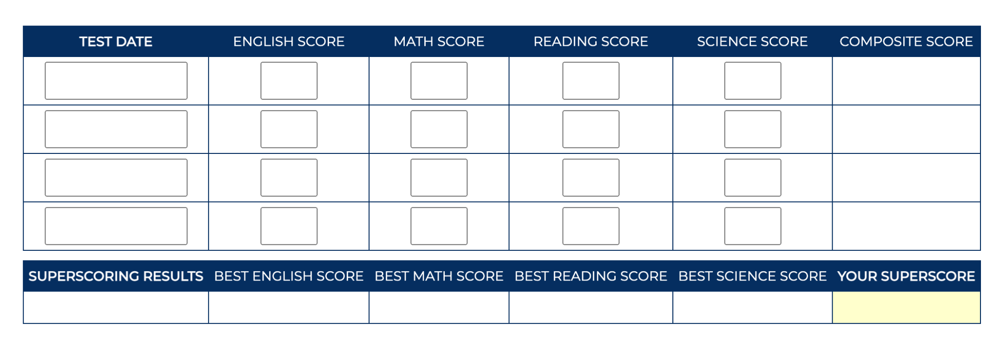 TEST DATE ENGLISH SCORE MATH SCORE READING SCORE SCIENCE SCORE COMPOSITE SCORE
SUPERSCORING RESULTS BEST ENGLISH SCORE BEST MATH SCORE BEST READING SCORE BEST SCIENCE SCORE YOUR SUPERSCORE